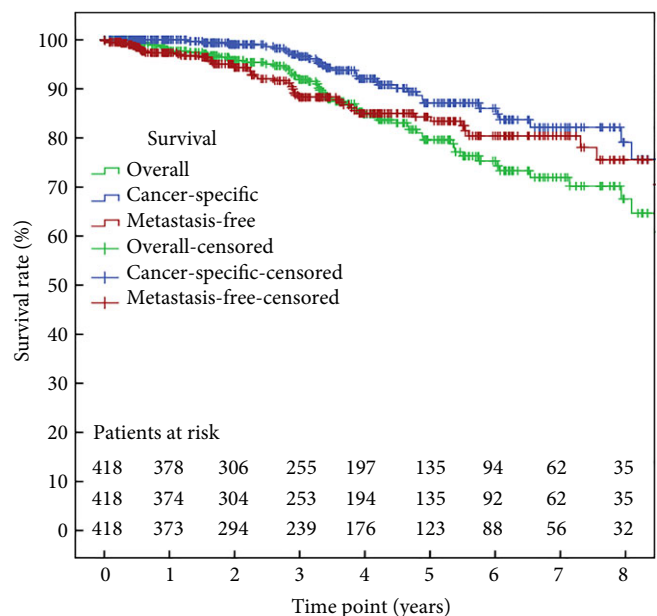 100
90
80
70
60
50
40
30
20
10
0
Survival rate (%)
Survival
Overall
Cancer-specific
Metastasis-free
Overall-censored
Cancer-specific-censored
Metastasis-free-censored
Patients at risk
418 378 306 255 197 135 94 62 35
418 374 304 253 194 135 92 62 35
418 373 294 239 176 123 88 56 32
0 1 2 3 4 5 6 7 8
Time point (years)